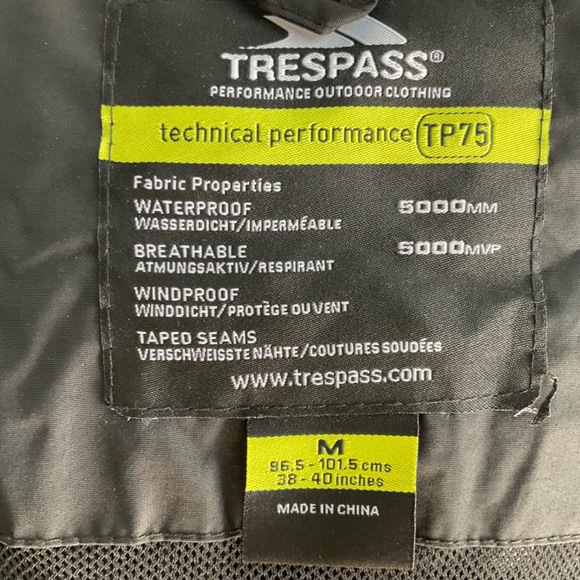 TRESPASS®
PERFORMANCE OUTDOOR CLOTHING
technical performance TP75
Fabric Properties
WATERPROOF 5000MM
WASSERDICHT/IMPERMÉABLE
BREATHABLE 5000MVP
ATMUNGSAKTIV/RESPIRANT
WINDPROOF
WINDDICHT/PROTÈGE DU VENT
TAPED SEAMS
VERSCHWEISSTE NÄHTE/COUTURES SOUDÉES
www.trespass.com
M
96.5 - 101.5 cms
38 - 40 inches
MADE IN CHINA